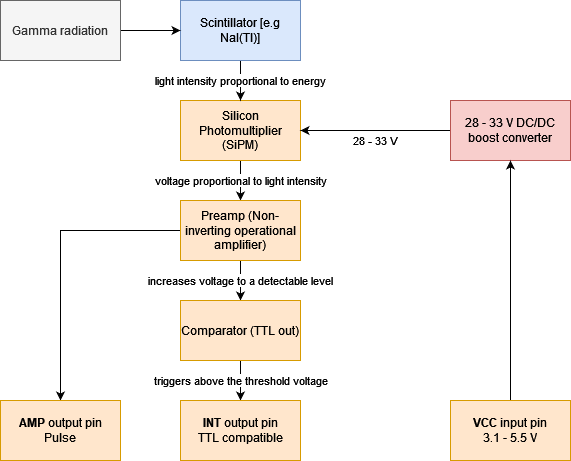 Gamma radiation
Scintillator [e.g
NaI(Tl)]
light intensity proportional to energy
Silicon
Photomultiplier
(SiPM)
28 - 33 V
28 - 33 V DC/DC
boost converter
voltage proportional to light intensity
Preamp (Non-
inverting operational
amplifier)
increases voltage to a detectable level
Comparator (TTL out)
triggers above the threshold voltage
AMP output pin
Pulse
INT output pin
TTL compatible
VCC input pin
3.1 - 5.5 V